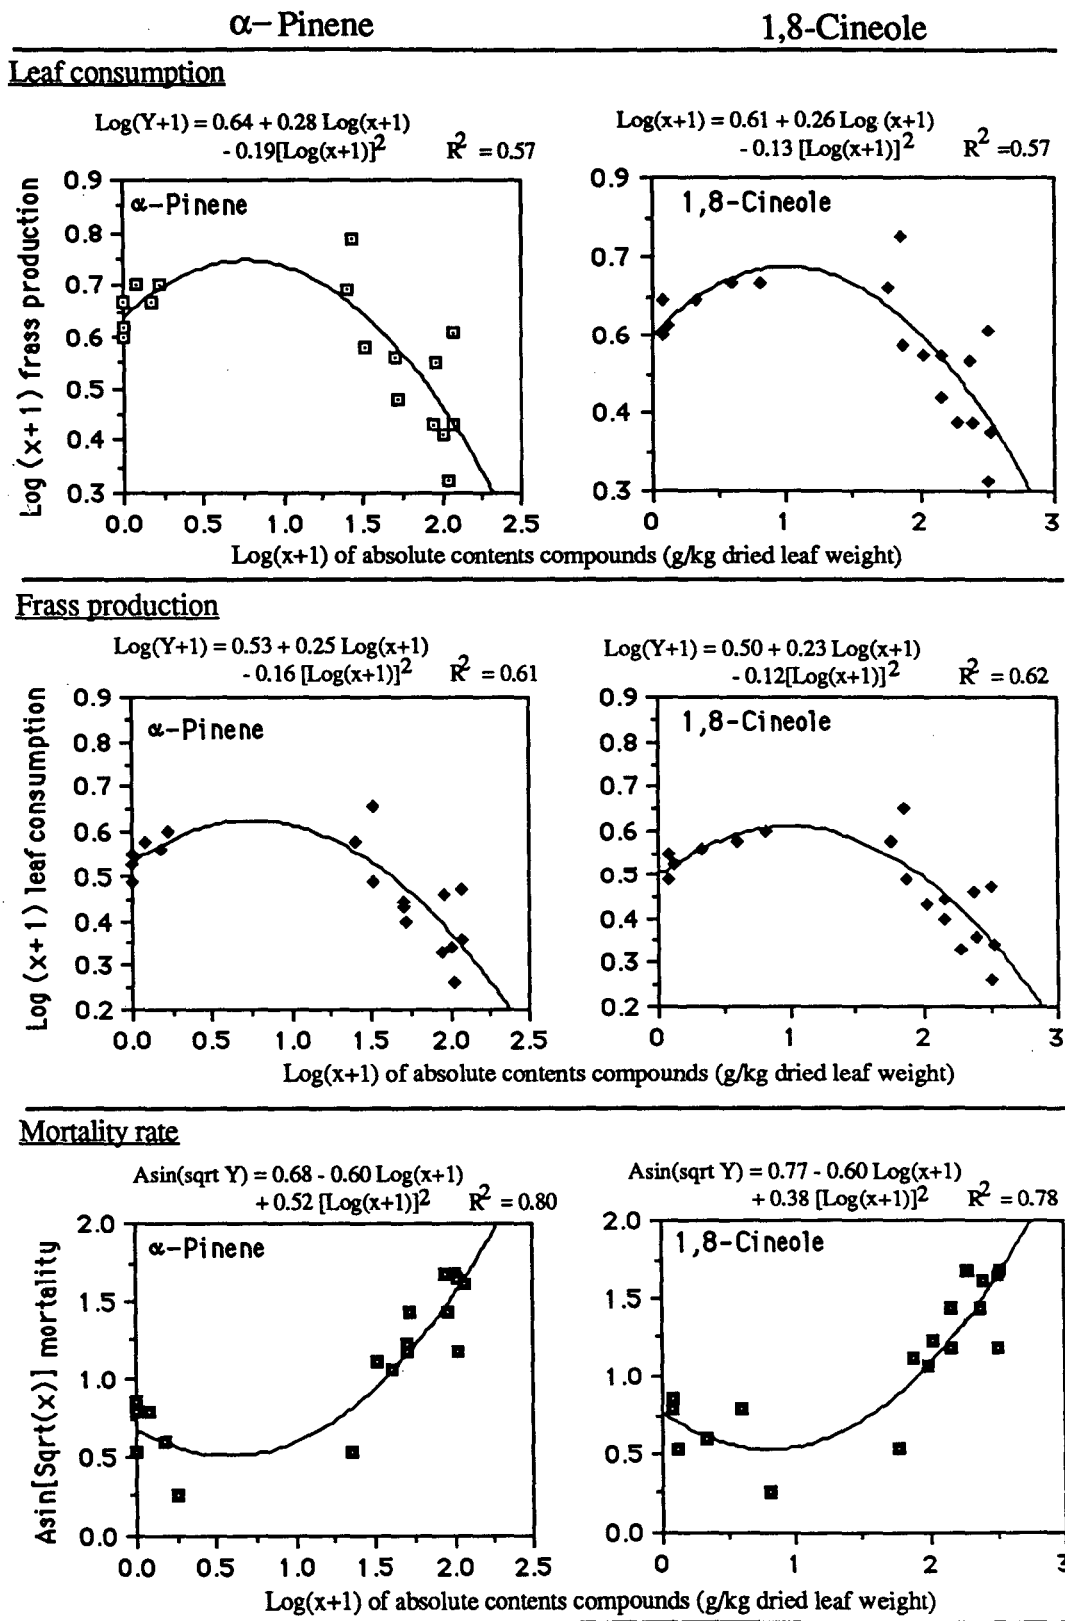 α– Pinene 1,8-Cineole
Leaf consumption
Log(Y+1) = 0.64 + 0.28 Log(x+1)
- 0.19[Log(x+1)]² R² = 0.57
Log(x+1) = 0.61 + 0.26 Log (x+1)
- 0.13 [Log(x+1)]² R² =0.57
Log (x+1) frass production
α-Pinene
0.9
0.8
0.7
0.6
0.5
0.4
0.3
0.0 0.5 1.0 1.5 2.0 2.5
1,8-Cineole
0.9
0.7
0.6
0.4
0.3
0 1 2 3
Log(x+1) of absolute contents compounds (g/kg dried leaf weight)
Frass production
Log(Y+1) = 0.53 + 0.25 Log(x+1)
- 0.16 [Log(x+1)]² R² = 0.61
Log(Y+1) = 0.50 + 0.23 Log(x+1)
- 0.12[Log(x+1)]² R² = 0.62
Log (x+1) leaf consumption
α-Pinene
0.9
0.8
0.7
0.6
0.5
0.4
0.3
0.2
0.0 0.5 1.0 1.5 2.0 2.5
1,8-Cineole
0.9
0.8
0.7
0.6
0.5
0.4
0.3
0.2
0 1 2 3
Log(x+1) of absolute contents compounds (g/kg dried leaf weight)
Mortality rate
Asin(sqrt Y) = 0.68 - 0.60 Log(x+1)
+ 0.52 [Log(x+1)]² R² = 0.80
Asin(sqrt Y) = 0.77 - 0.60 Log(x+1)
+ 0.38 [Log(x+1)]² R² = 0.78
Asin[Sqrt(x)] mortality
α-Pinene
2.0
1.5
1.0
0.5
0.0
0.0 0.5 1.0 1.5 2.0 2.5
1,8-Cineole
2.0
1.5
1.0
0.5
0.0
0 1 2 3
Log(x+1) of absolute contents compounds (g/kg dried leaf weight)